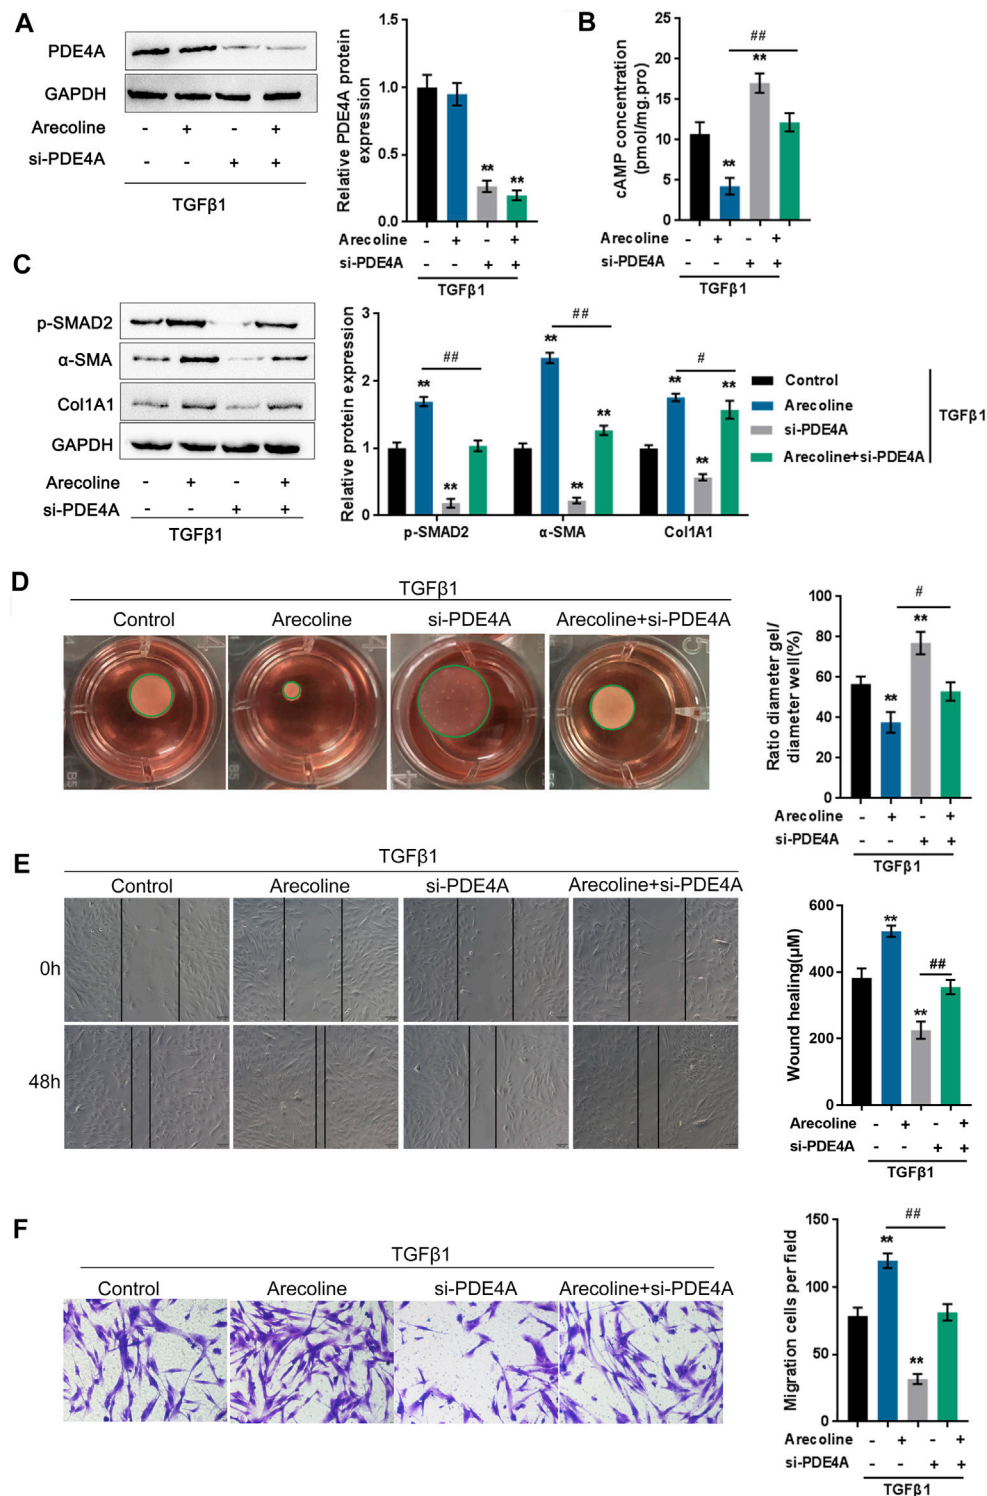 A
PDE4A
GAPDH
Arecoline - + - +
si-PDE4A - - + +
TGFβ1
Relative PDE4A protein
expression
1.5
1.0
0.5
0.0
** **
Arecoline - + - +
si-PDE4A - - + +
TGFβ1
B
cAMP concentration
(pmol/mg.pro)
25
20
15
10
5
0
##
**
**
Arecoline - + - +
si-PDE4A - - + +
TGFβ1
C
p-SMAD2
α-SMA
Col1A1
GAPDH
Arecoline - + - +
si-PDE4A - - + +
TGFβ1
Relative protein expression
3
2
1
0
## ## #
** ** ** ** **
** ** **
p-SMAD2 α-SMA Col1A1
Control
Arecoline
si-PDE4A
Arecoline+si-PDE4A
TGFβ1
D
TGFβ1
Control Arecoline si-PDE4A Arecoline+si-PDE4A
Ratio diameter gel/
diameter well(%)
100
80
60
40
20
0
#
**
**
Arecoline - + - +
si-PDE4A - - + +
TGFβ1
E
TGFβ1
Control Arecoline si-PDE4A Arecoline+si-PDE4A
0h
48h
Wound healing(μM)
600
400
200
0
**
##
**
Arecoline - + - +
si-PDE4A - - + +
TGFβ1
F
TGFβ1
Control Arecoline si-PDE4A Arecoline+si-PDE4A
Migration cells per field
150
100
50
0
##
**
**
Arecoline - + - +
si-PDE4A - - + +
TGFβ1